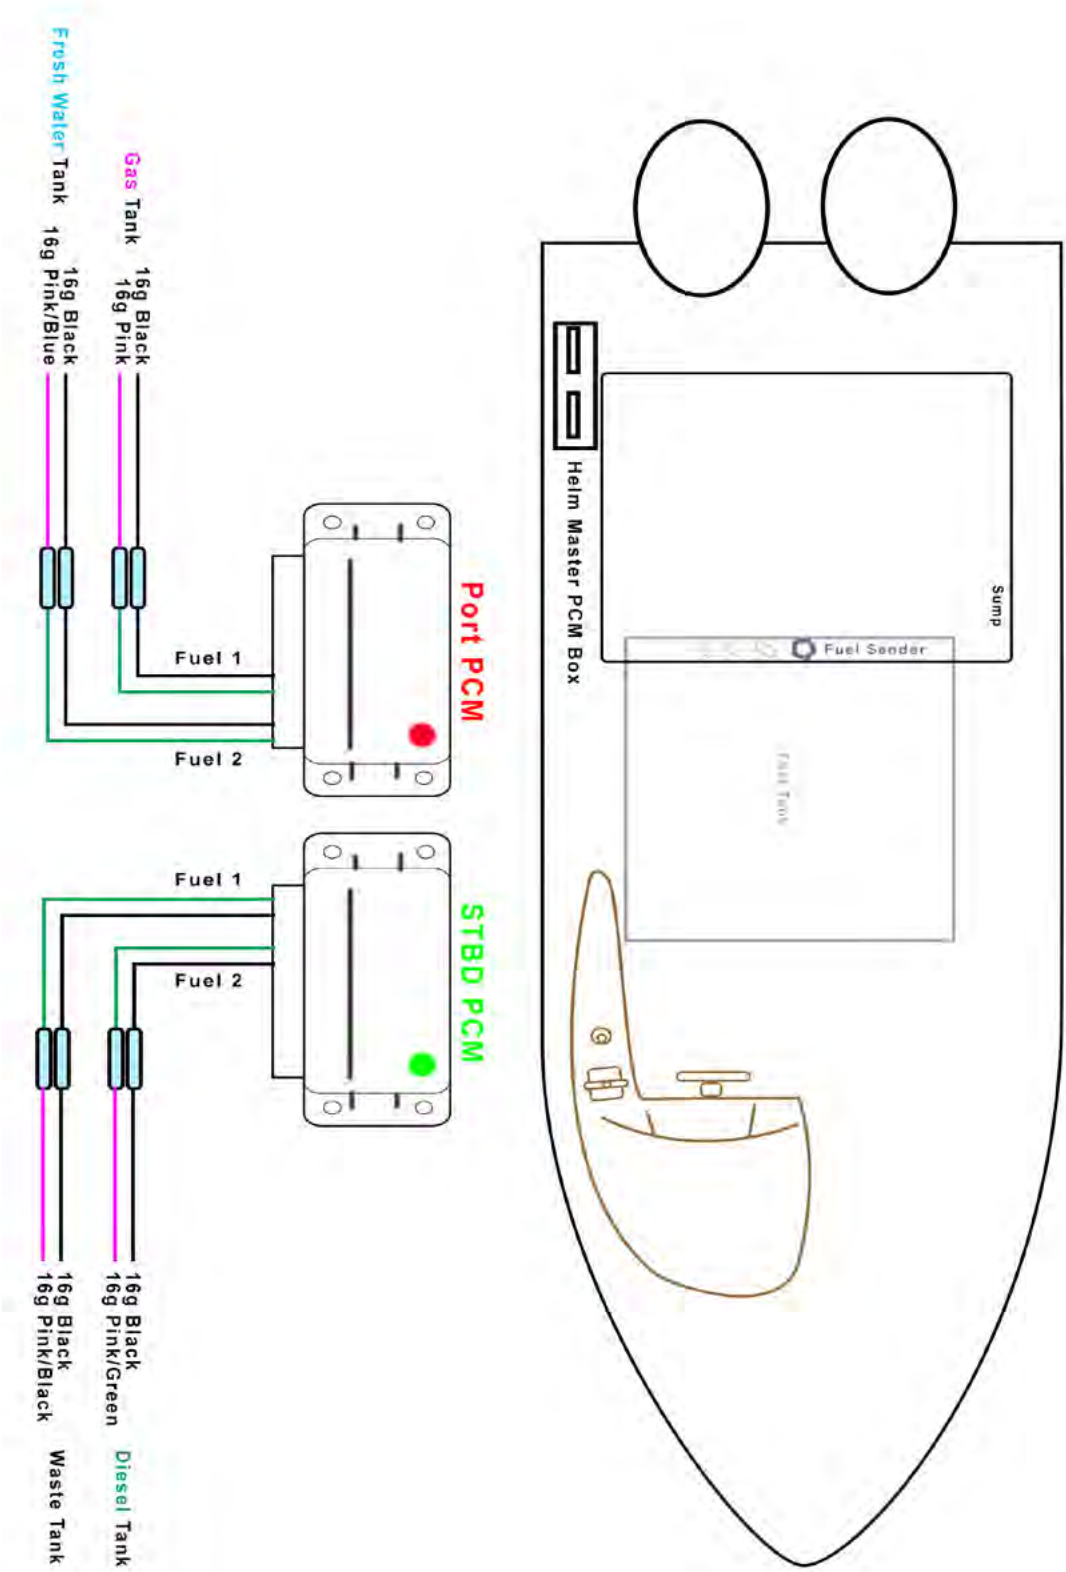 Fresh Water Tank
16g Black
16g Pink/Blue
Gas Tank
16g Black
16g Pink
Fuel 1
Fuel 2
Port PCM
Fuel 1
Fuel 2
STBD PCM
16g Black
16g Pink/Black
Waste Tank
16g Black
16g Pink/Green
Diesel Tank
Helm Master PCM Box
Sump
Fuel Sender
Fuel Tank